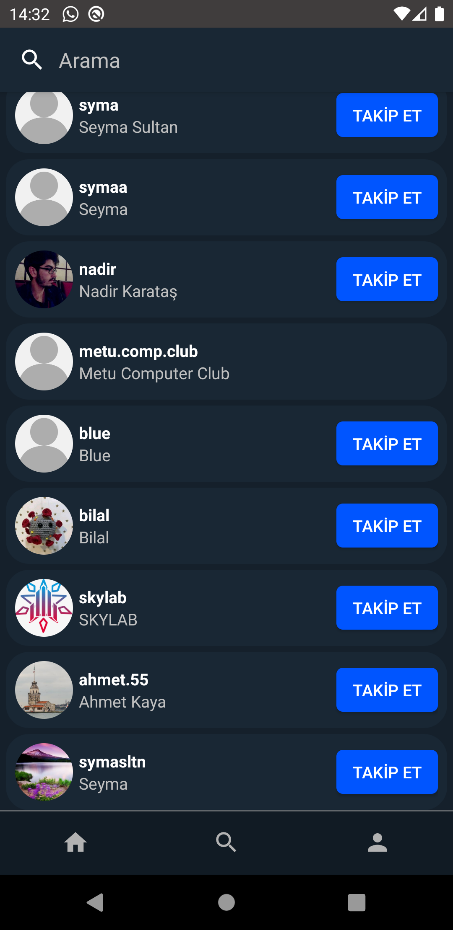 14:32
Arama
syma
Seyma Sultan
TAKİP ET
symaa
Seyma
TAKİP ET
nadir
Nadir Karataş
TAKİP ET
metu.comp.club
Metu Computer Club
blue
Blue
TAKİP ET
bilal
Bilal
TAKİP ET
skylab
SKYLAB
TAKİP ET
ahmet.55
Ahmet Kaya
TAKİP ET
symasltn
Seyma
TAKİP ET